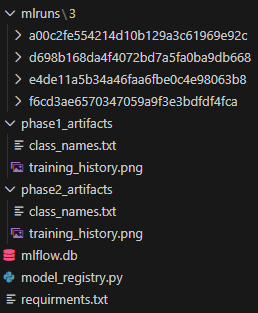 mlruns\3
a00c2fe554214d10b129a3c61969e92c
d698b168da4f4072bd7a5fa0ba9db668
e4de11a5b34a46faa6fbe0c4e98063b8
f6cd3ae6570347059a9f3e3bdfdf4fca
phase1_artifacts
class_names.txt
training_history.png
phase2_artifacts
class_names.txt
training_history.png
mlflow.db
model_registry.py
requirments.txt